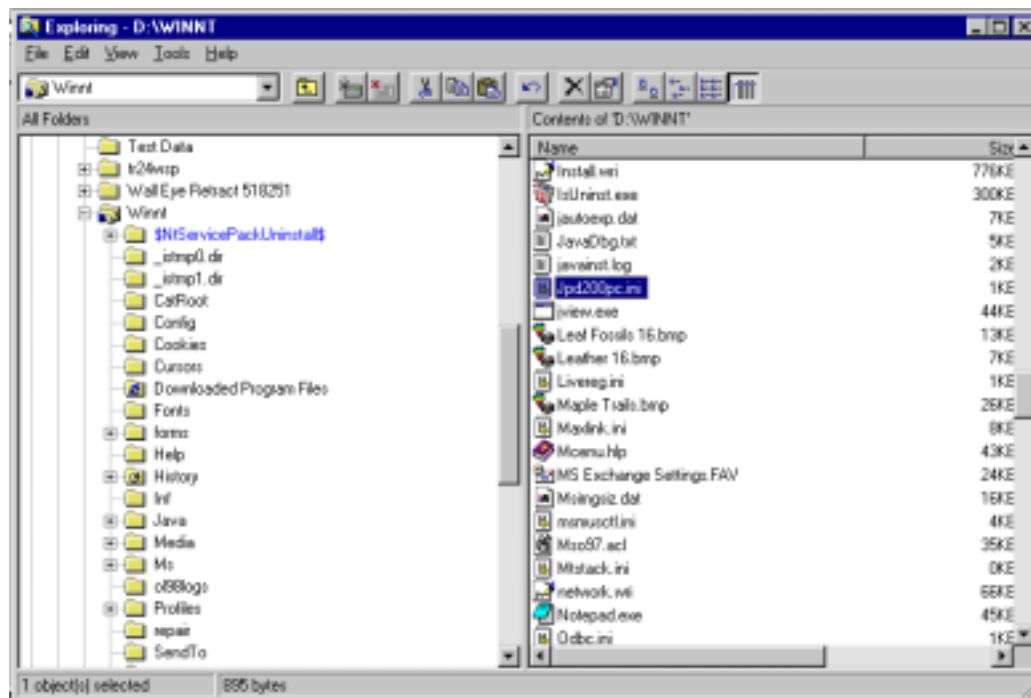 Exploring - D:\WINNT
File Edit View Tools Help
Winnt
All Folders
Contents of 'D:\WINNT'
Test Data
tr24wsp
Wall Eye Retract 518251
Winnt
$NtServicePackUninstall$
_istmp0.dir
_istmp1.dir
CatRoot
Config
Cookies
Cursors
Downloaded Program Files
Fonts
forms
Help
History
Inf
Java
Media
Ms
ol98logs
Profiles
repair
SendTo
Name Size
Install.wri 776KB
IsUninst.exe 300KB
jautoexp.dat 7KB
JavaDbg.txt 5KB
javainst.log 2KB
Jpd200pc.ini 1KB
jview.exe 44KB
Leaf Fossils 16.bmp 13KB
Leather 16.bmp 7KB
Livereg.ini 1KB
Maple Trails.bmp 26KB
Maxlink.ini 8KB
Mcenu.hlp 43KB
MS Exchange Settings.FAV 24KB
Msingsiz.dat 16KB
msmusctl.ini 4KB
Mso97.acl 35KB
Mtstack.ini 0KB
network.wri 66KB
Notepad.exe 45KB
Odbc.ini 1KB
1 object(s) selected
895 bytes